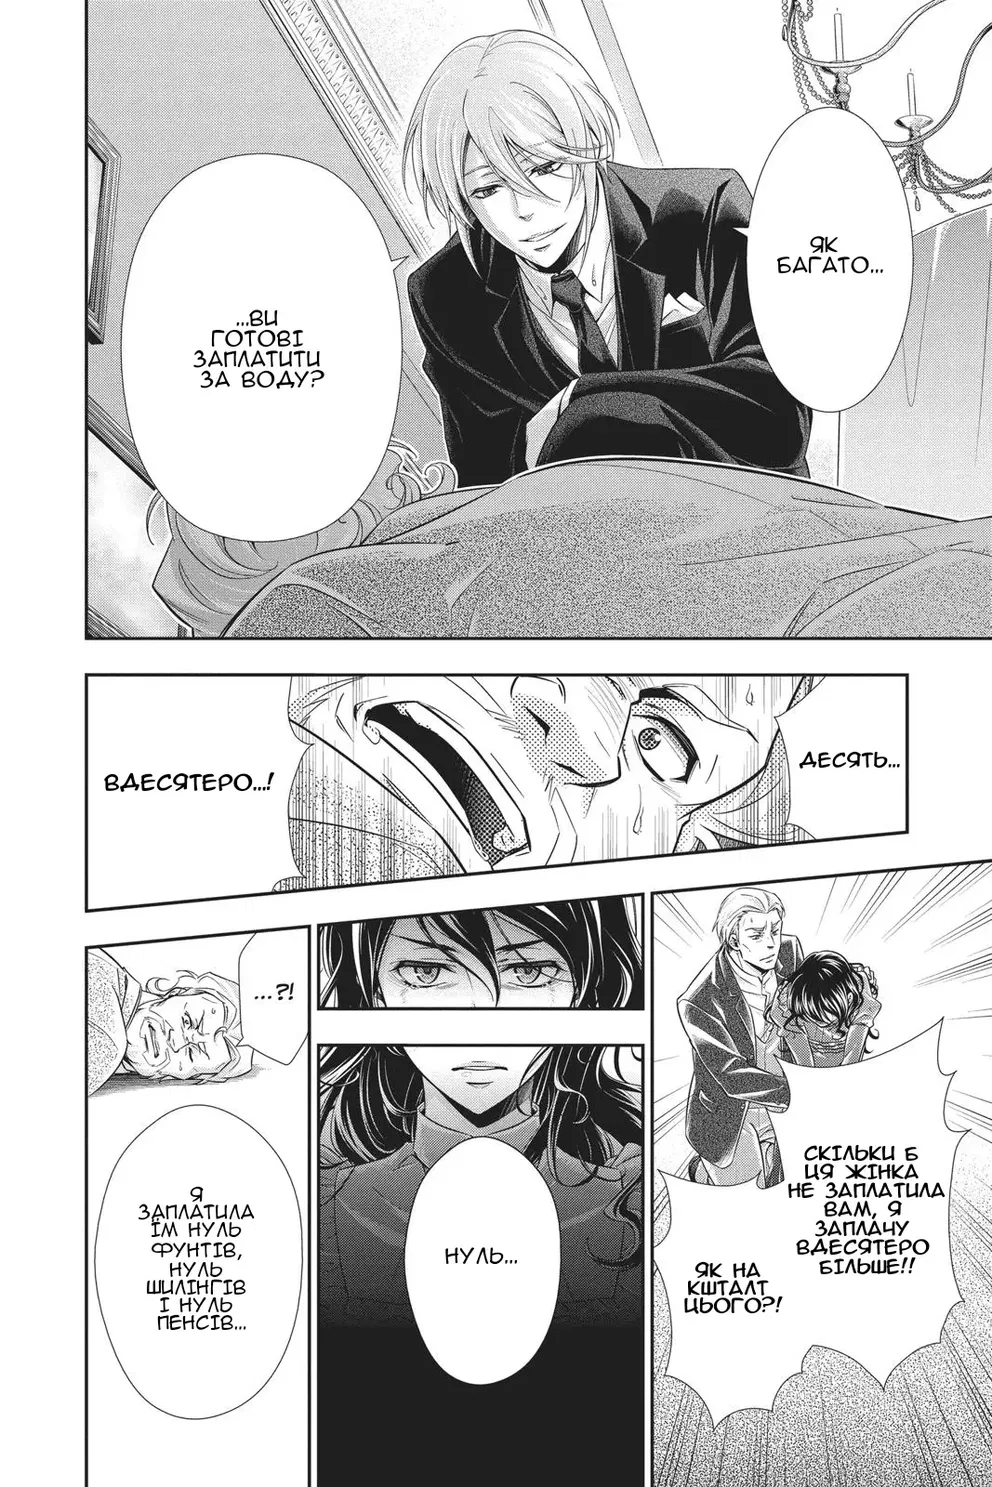 ЯК
БАГАТО...
...ВИ
ГОТОВІ
ЗАПЛАТИТИ
ЗА ВОДУ?
ДЕСЯТЬ...
ВДЕСЯТЕРО...!
СКІЛЬКИ Б
ЦЯ ЖІНКА
НЕ ЗАПЛАТИЛА
ВАМ, Я
ЗАПЛАЧУ
ВДЕСЯТЕРО
БІЛЬШЕ!!
ЯК НА
КШТАЛТ
ЦЬОГО?!
НУЛЬ...
...?!
Я
ЗАПЛАТИЛА
ЇМ НУЛЬ
ФУНТІВ,
НУЛЬ
ШИЛІНГІВ
І НУЛЬ
ПЕНСІВ...